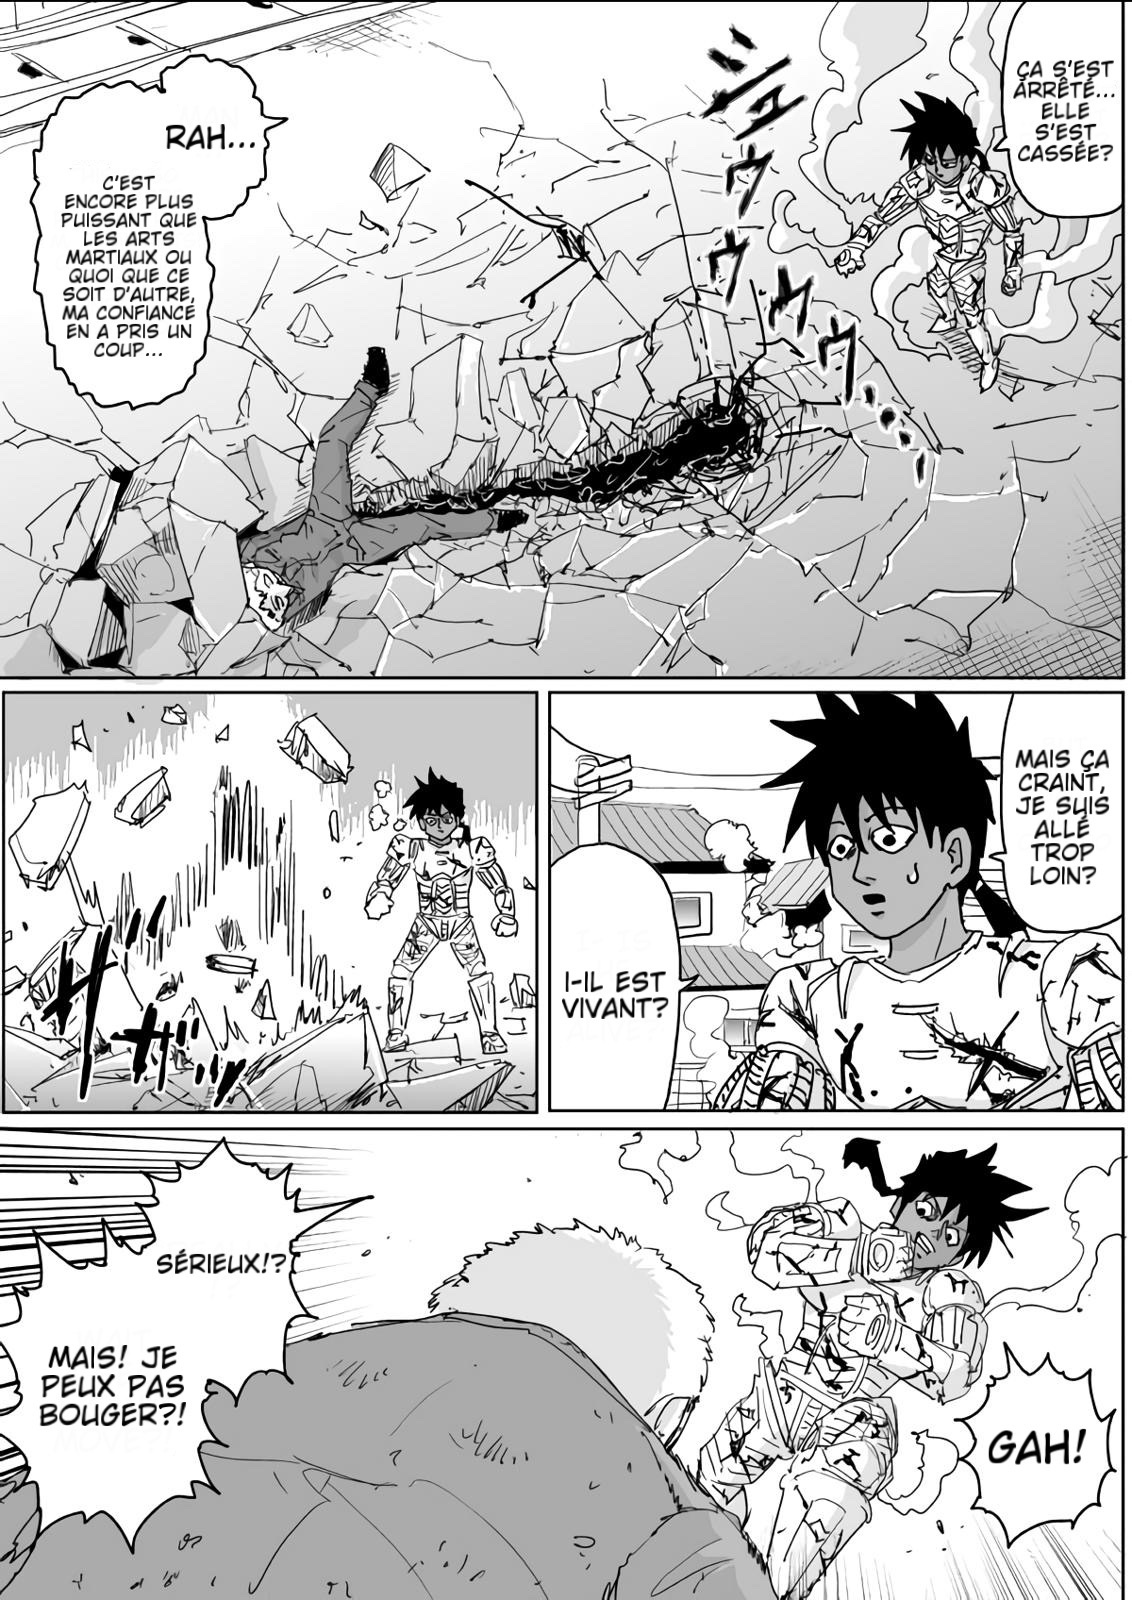 ÇA S'EST
ARRÊTÉ...
ELLE
S'EST
CASSÉE?
シュウウウウ...
RAH...
C'EST
ENCORE PLUS
PUISSANT QUE
LES ARTS
MARTIAUX OU
QUOI QUE CE
SOIT D'AUTRE,
MA CONFIANCE
EN A PRIS UN
COUP...
MAIS ÇA
CRAINT,
JE SUIS
ALLÉ
TROP
LOIN?
I-IL EST
VIVANT?
SÉRIEUX!?
MAIS! JE
PEUX PAS
BOUGER?!
GAH!